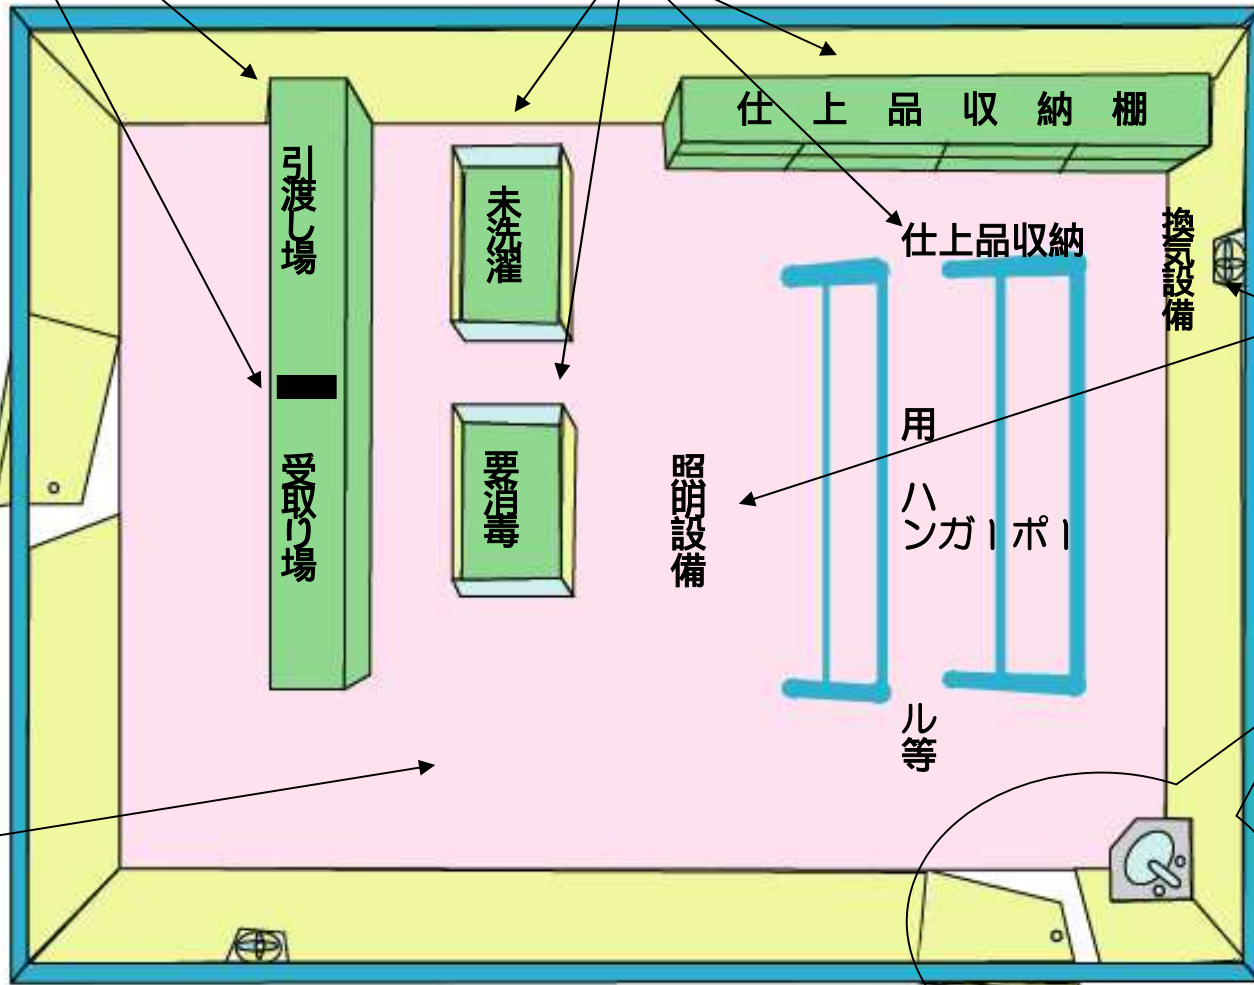 仕上品収納棚
引渡し場
未洗濯
仕上品収納
換気設備
用
ハ
ンガーポー
ル等
受取り場
要消毒
照明設備